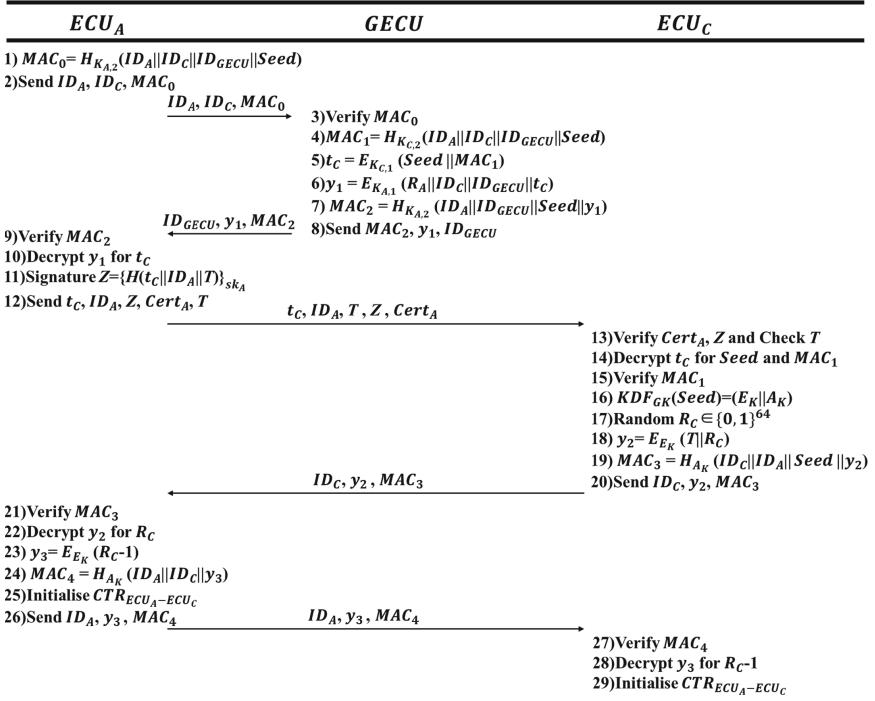 ECU_A GECU ECU_C
1) MAC_0= H_{K_{A,2}}(ID_A||ID_C||ID_{GECU}||Seed)
2)Send ID_A, ID_C, MAC_0
ID_A, ID_C, MAC_0
3)Verify MAC_0
4)MAC_1= H_{K_{C,2}}(ID_A||ID_C||ID_{GECU}||Seed)
5)t_C = E_{K_{C,1}} (Seed ||MAC_1)
6)y_1 = E_{K_{A,1}} (R_A||ID_C||ID_{GECU}||t_C)
7) MAC_2 = H_{K_{A,2}} (ID_A||ID_{GECU}||Seed||y_1)
8)Send MAC_2, y_1, ID_{GECU}
ID_{GECU}, y_1, MAC_2
9)Verify MAC_2
10)Decrypt y_1 for t_C
11)Signature Z={H(t_C||ID_A||T)}_{sk_A}
12)Send t_C, ID_A, Z, Cert_A, T
t_C, ID_A, T , Z , Cert_A
13)Verify Cert_A, Z and Check T
14)Decrypt t_C for Seed and MAC_1
15)Verify MAC_1
16) KDF_{GK}(Seed)=(E_K||A_K)
17)Random R_C ∈ {0, 1}^{64}
18) y_2= E_{E_K} (T||R_C)
19) MAC_3 = H_{A_K} (ID_C||ID_A|| Seed ||y_2)
20)Send ID_C, y_2, MAC_3
ID_C, y_2 , MAC_3
21)Verify MAC_3
22)Decrypt y_2 for R_C
23) y_3= E_{E_K} (R_C-1)
24) MAC_4 = H_{A_K} (ID_A||ID_C||y_3)
25)Initialise CTR_{ECU_A-ECU_C}
26)Send ID_A, y_3 , MAC_4
ID_A, y_3 , MAC_4
27)Verify MAC_4
28)Decrypt y_3 for R_C-1
29)Initialise CTR_{ECU_A-ECU_C}